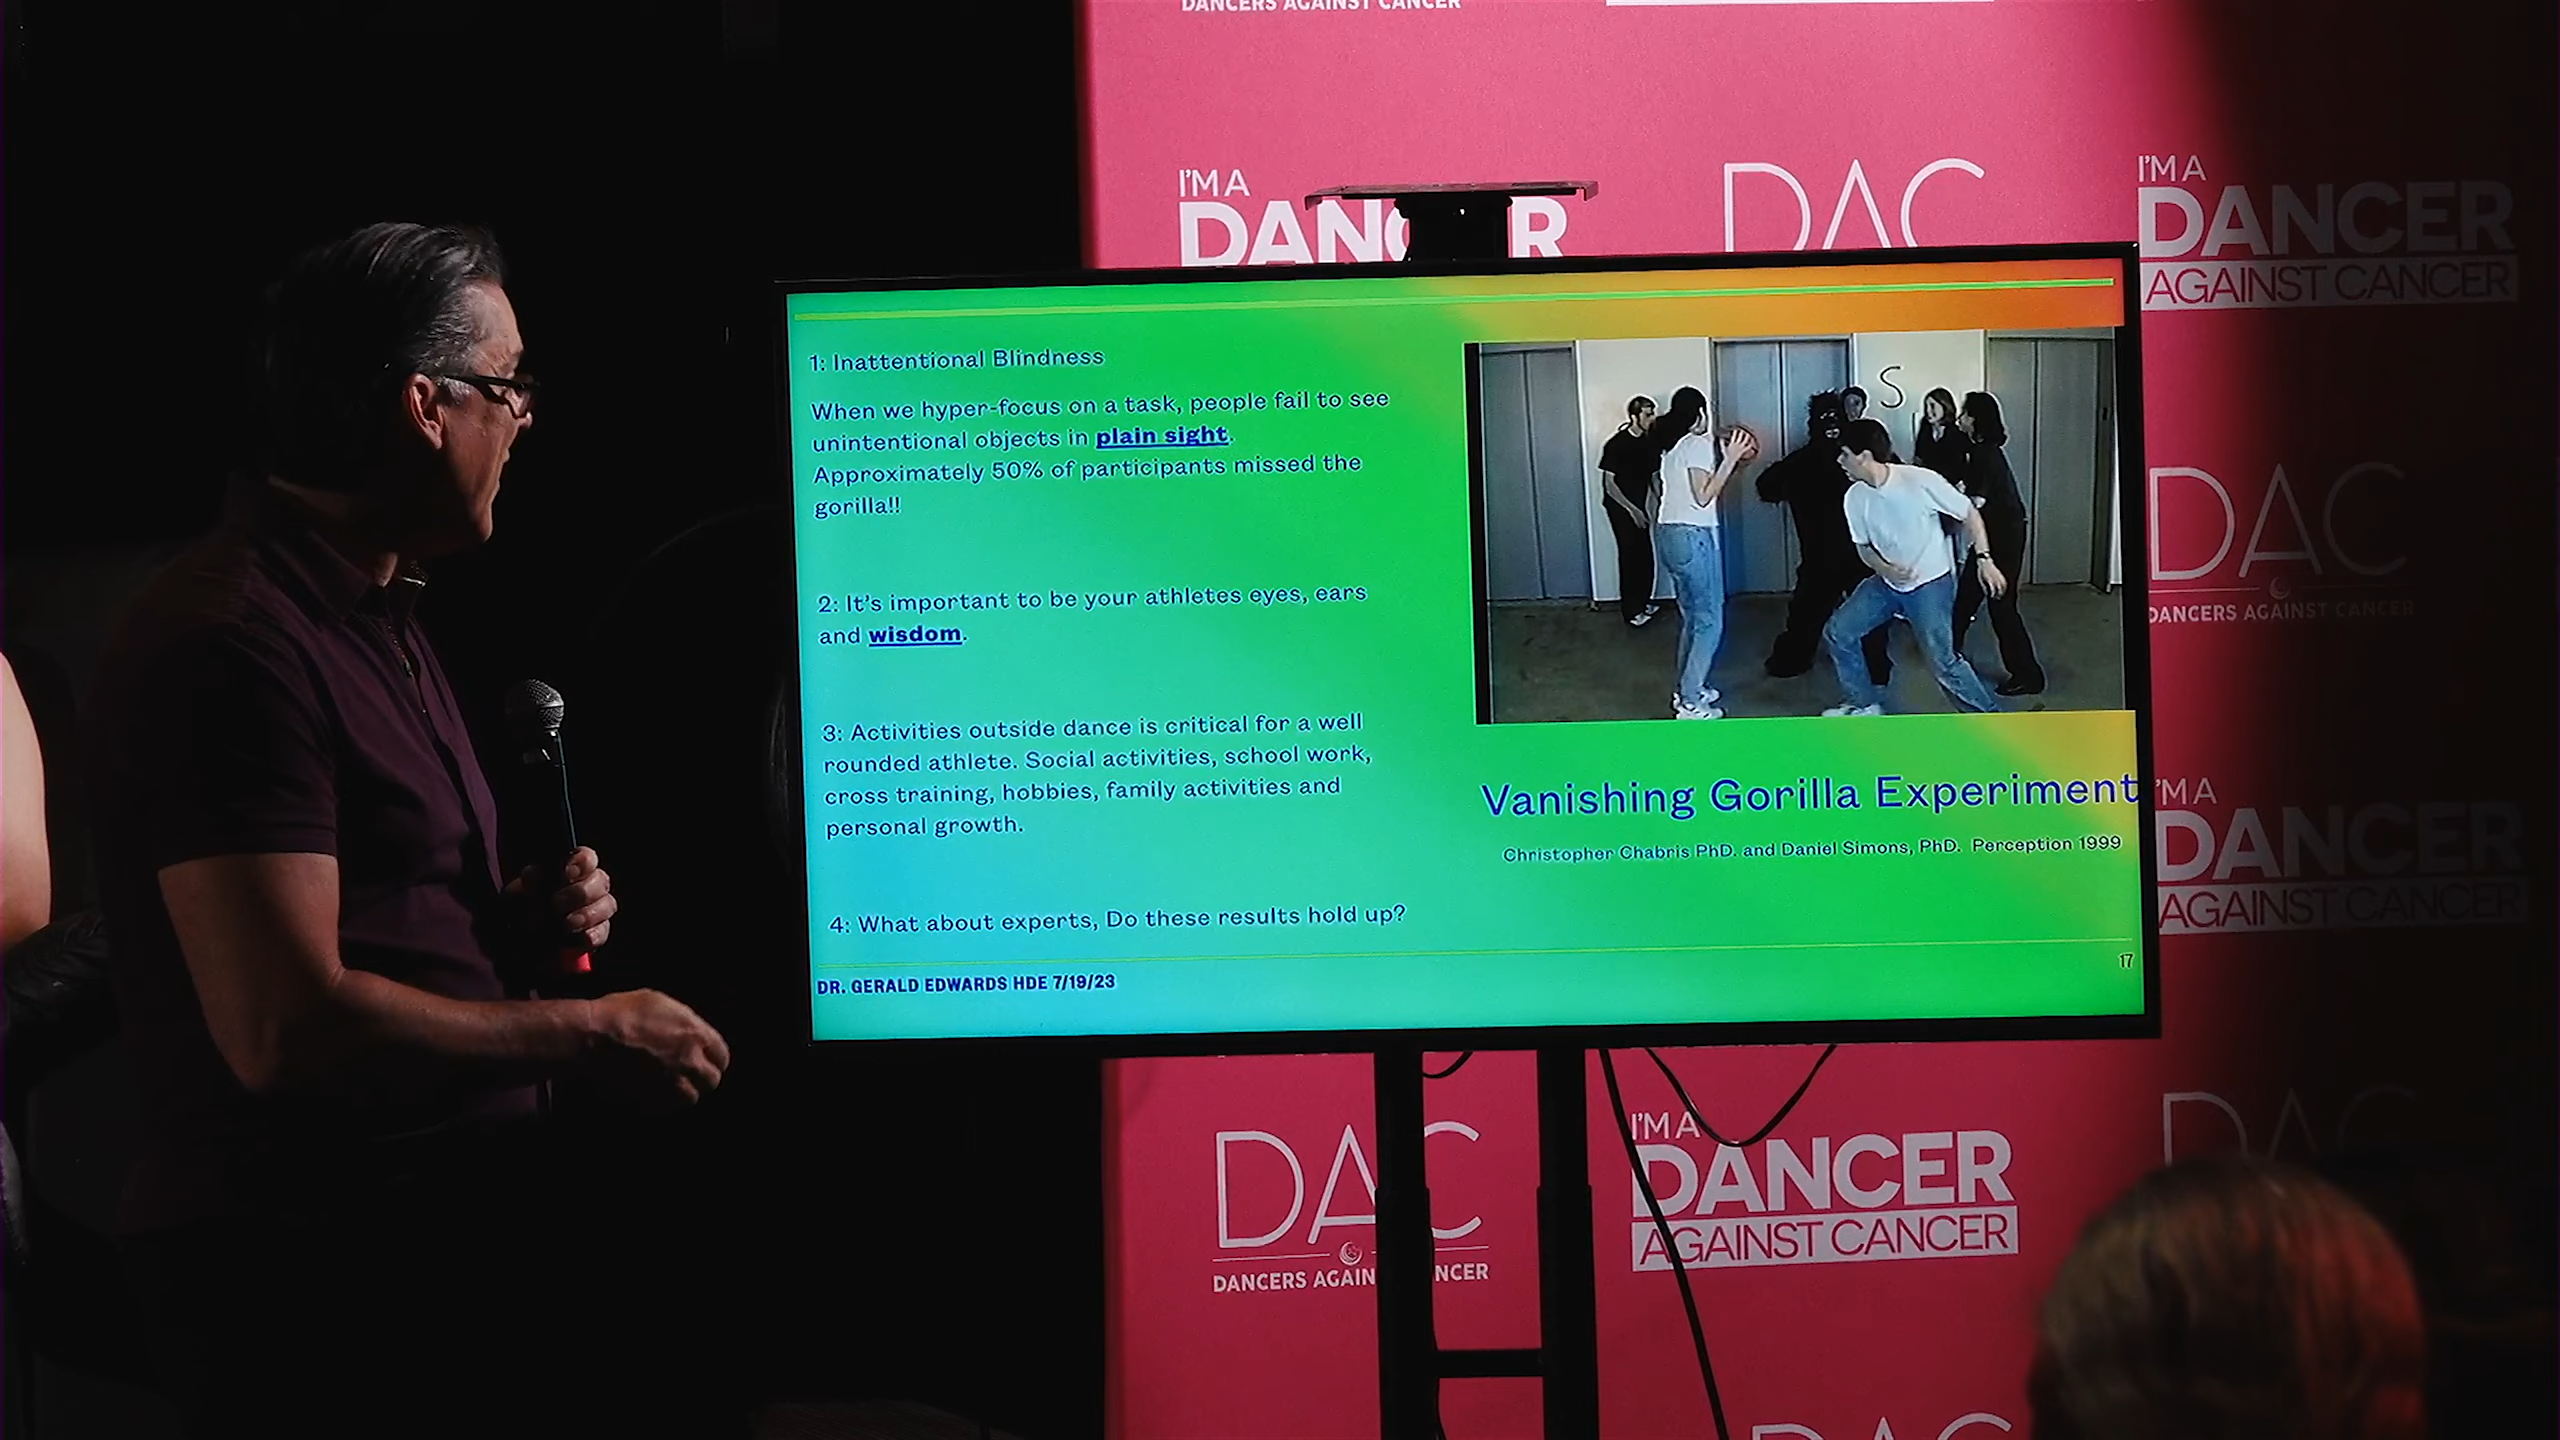 DANCERS AGAINST CANCER
I'M A
DAC
I'M A
DANCER
AGAINST CANCER
1: Inattentional Blindness
When we hyper-focus on a task, people fail to see
unintentional objects in plain sight.
Approximately 50% of participants missed the
gorilla!!
2: It's important to be your athletes eyes, ears
and wisdom.
3: Activities outside dance is critical for a well
rounded athlete. Social activities, school work,
cross training, hobbies, family activities and
personal growth.
4: What about experts, Do these results hold up?
DR. GERALD EDWARDS HDE 7/19/23
S
Vanishing Gorilla Experiment
Christopher Chabris PhD. and Daniel Simons, PhD. Perception 1999
17
DAC
DANCERS AGAINST CANCER
I'M A
DANCER
AGAINST CANCER
DAC
DANCERS AGAIN NCER
I'M A
DANCER
AGAINST CANCER
DAC
DAC